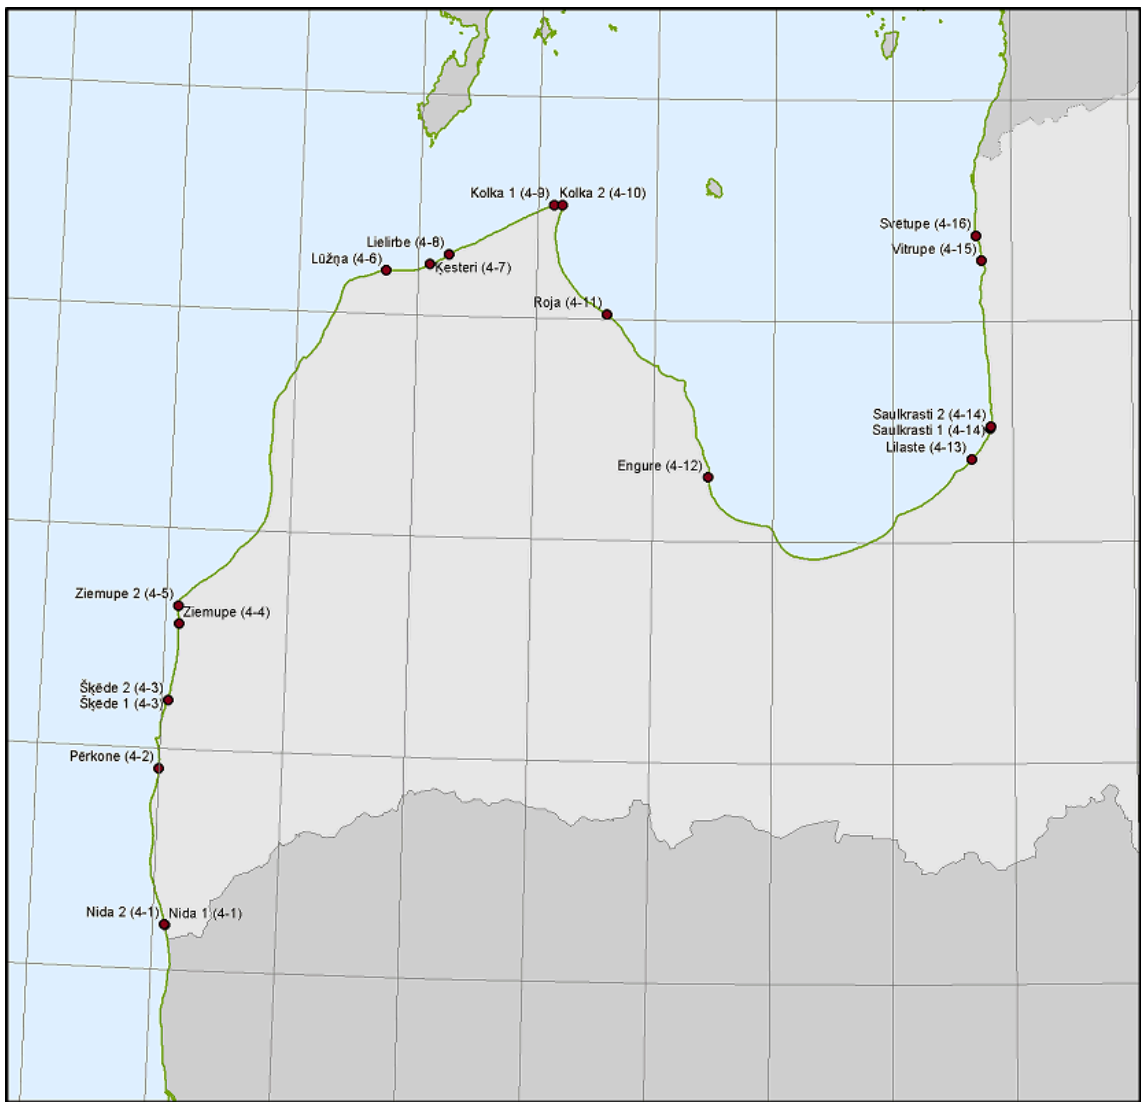 Kolka 1 (4-9)
Kolka 2 (4-10)
Svetupe (4-16)
Lielirbe (4-8)
Vitrupe (4-15)
Lūžņa (4-6)
Ķesteri (4-7)
Roja (4-11)
Saulkrasti 2 (4-14)
Saulkrasti 1 (4-14)
Lilaste (4-13)
Engure (4-12)
Ziemupe 2 (4-5)
Ziemupe (4-4)
Šķēde 2 (4-3)
Šķēde 1 (4-3)
Pērkone (4-2)
Nida 2 (4-1)
Nida 1 (4-1)